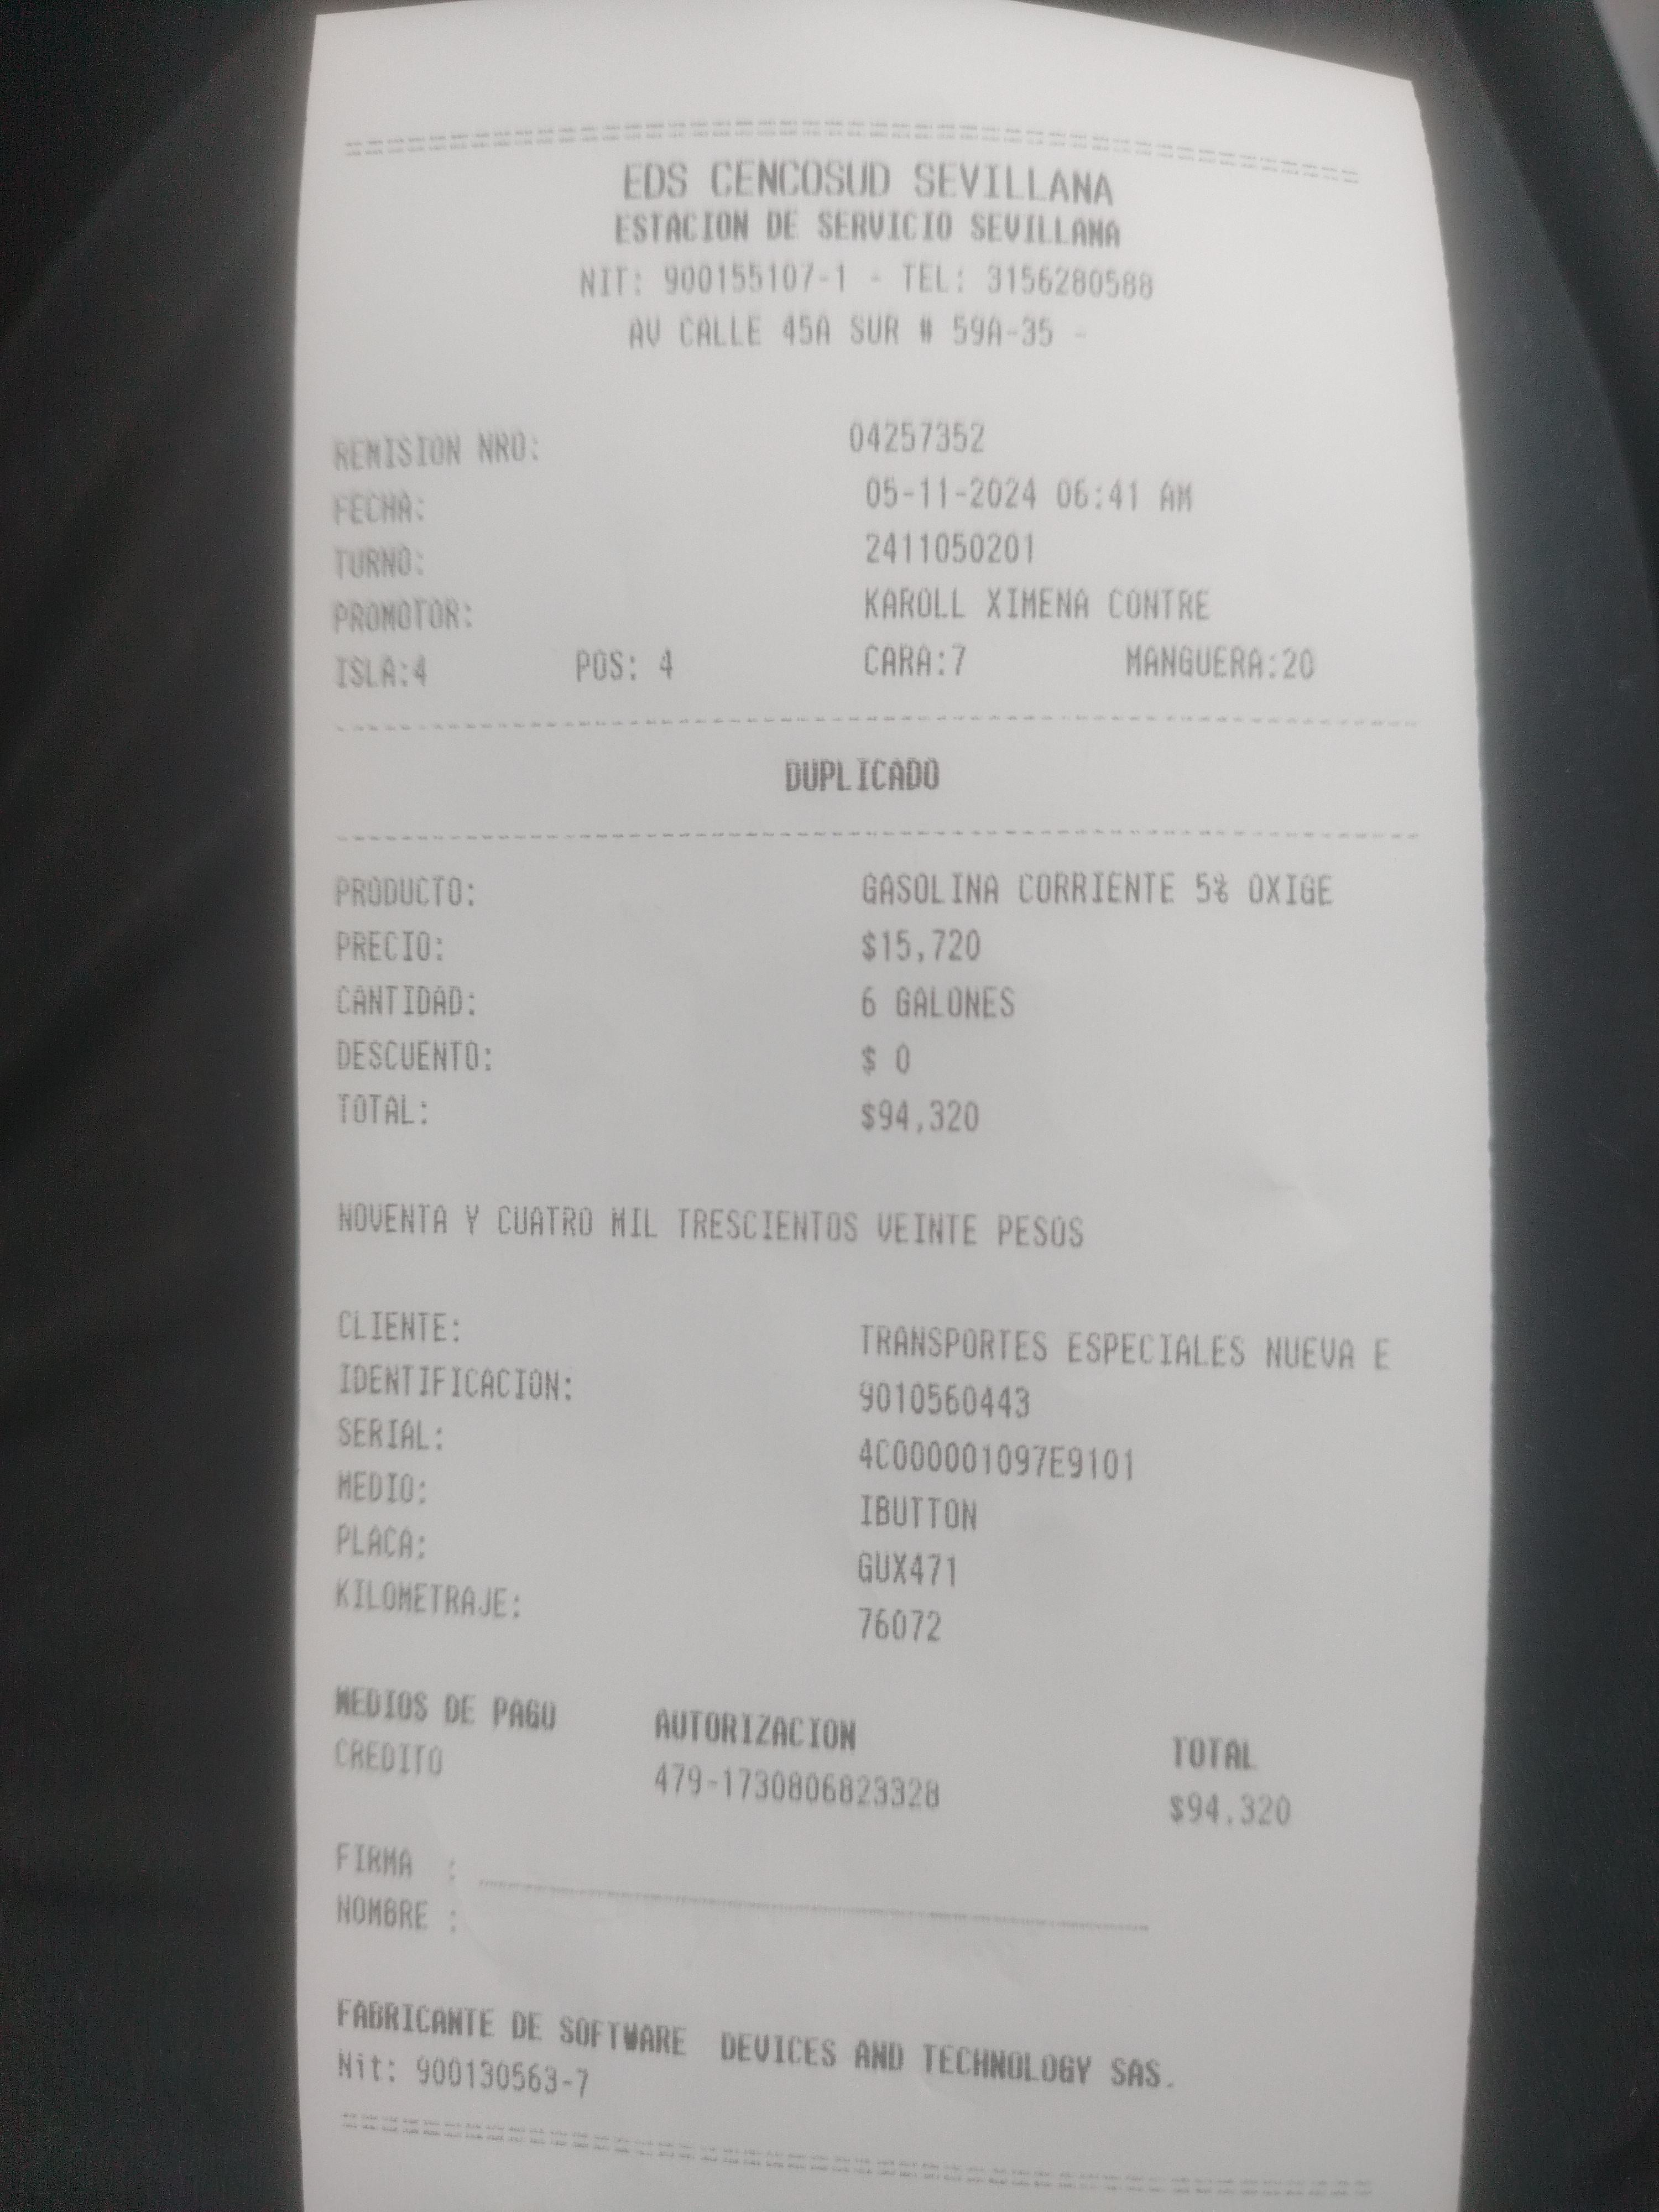 EDS CENCOSUD SEVILLANA
ESTACION DE SERVICIO SEVILLANA
NIT: 900155107-1 - TEL: 3156280588
AV CALLE 45A SUR # 59A-35 -
REMISION NRO: 04257352
FECHA: 05-11-2024 06:41 AM
TURNO: 2411050201
PROMOTOR: KAROLL XIMENA CONTRE
ISLA:4 POS: 4 CARA:7 MANGUERA:20
DUPLICADO
PRODUCTO: GASOLINA CORRIENTE 5% OXIGE
PRECIO: $15,720
CANTIDAD: 6 GALONES
DESCUENTO: $ 0
TOTAL: $94,320
NOVENTA Y CUATRO MIL TRESCIENTOS VEINTE PESOS
CLIENTE: TRANSPORTES ESPECIALES NUEVA E
IDENTIFICACION: 9010560443
SERIAL: 4C000001097E9101
MEDIO: IBUTTON
PLACA: GUX471
KILOMETRAJE: 76072
MEDIOS DE PAGO AUTORIZACION TOTAL
CREDITO 479-1730806823328 $94.320
FIRMA :
NOMBRE :
FABRICANTE DE SOFTWARE DEVICES AND TECHNOLOGY SAS.
Nit: 900130563-7